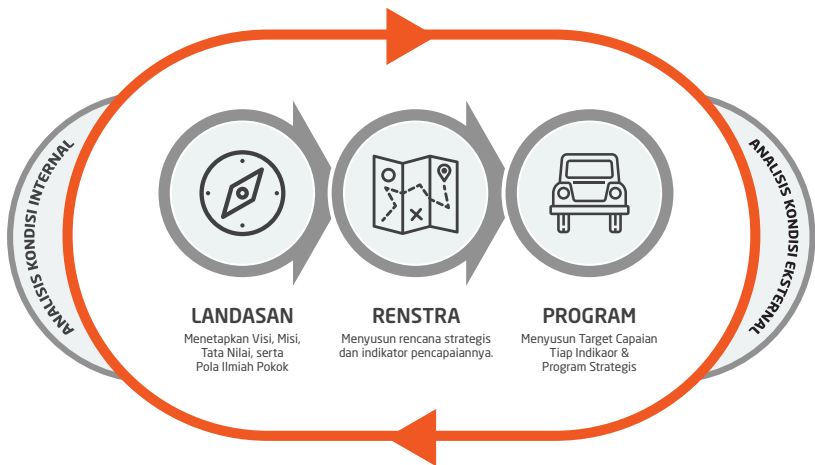 ANALISIS KONDISI INTERNAL
LANDASAN
Menetapkan Visi, Misi,
Tata Nilai, serta
Pola Ilmiah Pokok
RENSTRA
Menyusun rencana strategis
dan indikator pencapaiannya.
PROGRAM
Menyusun Target Capaian
Tiap Indikaor &
Program Strategis
ANALISIS KONDISI EKSTERNAL